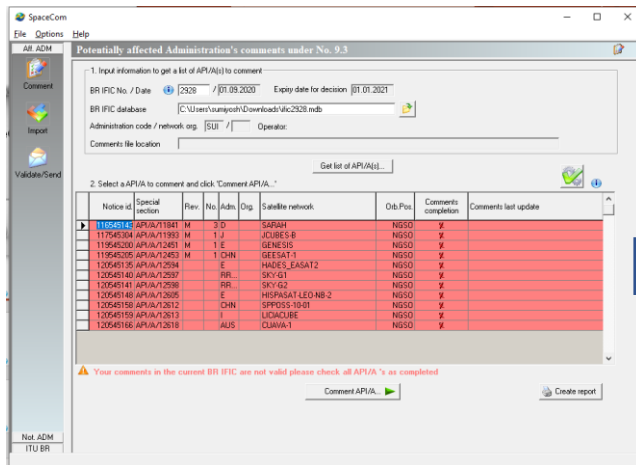 SpaceCom
File Options Help
Aff. ADM
Potentially affected Administration's comments under No. 9.3
Comment
Import
Validate/Send
1. Input information to get a list of API/A(s) to comment
BR IFIC No. / Date 2928 / 01.09.2020 Expiry date for decision 01.01.2021
BR IFIC database C:\Users\sumiyosh\Downloads\ific2928.mdb
Administration code / network org. SUI / Operator:
Comments file location
Get list of API/A(s)...
2. Select a API/A to comment and click 'Comment API/A...'
Notice id. Special section Rev. No. Adm. Org. Satellite network Orb.Pos. Comments completion Comments last update
116545143 API/A/11841 M 3 D SARAH NGSO
117545304 API/A/11993 M 1 J JCUBES-B NGSO
119545200 API/A/12451 M 1 E GENESIS NGSO
119545205 API/A/12453 M 1 CHN GEESAT-1 NGSO
120545135 API/A/12594 E HADES_EASAT2 NGSO
120545140 API/A/12597 RR... SKY-G1 NGSO
120545141 API/A/12598 RR... SKY-G2 NGSO
120545148 API/A/12605 E HISPASAT-LEO-NB-2 NGSO
120545158 API/A/12612 CHN SPPOSS-10-01 NGSO
120545159 API/A/12613 I LICIACUBE NGSO
120545166 API/A/12618 AUS CUAVA-1 NGSO
Your comments in the current BR IFIC are not valid please check all API/A 's as completed
Comment API/A...
Create report
Not. ADM
ITU BR